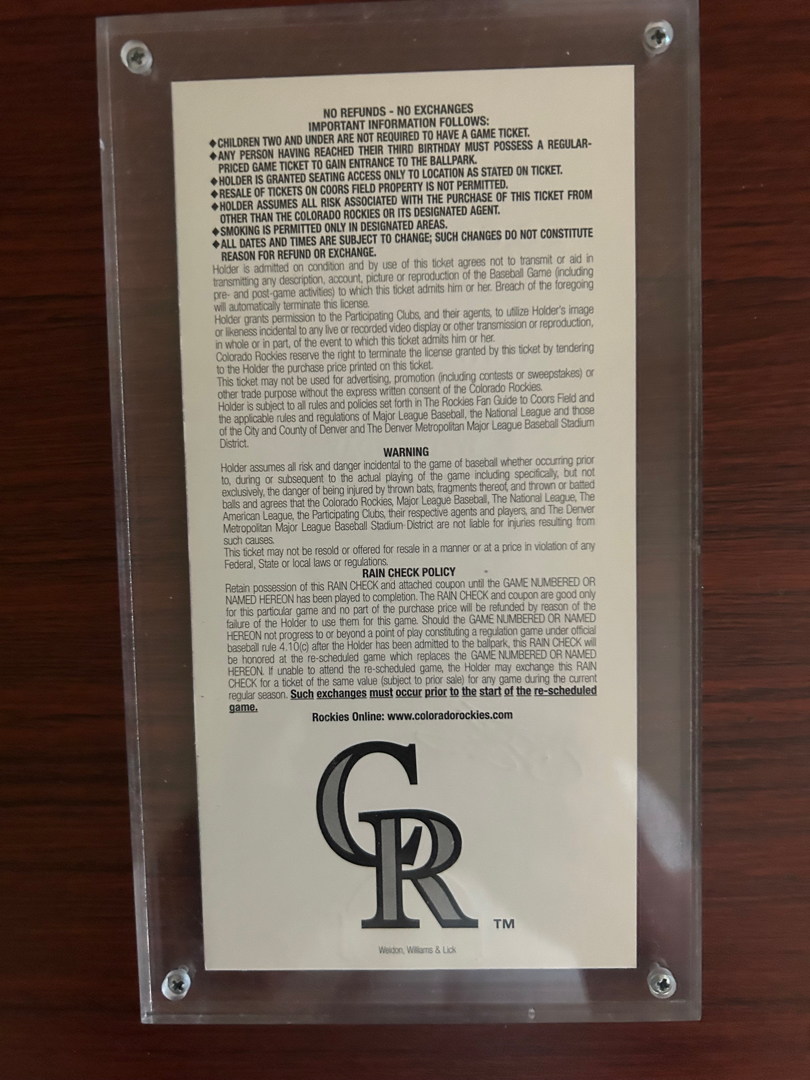 NO REFUNDS - NO EXCHANGES
IMPORTANT INFORMATION FOLLOWS:
◆CHILDREN TWO AND UNDER ARE NOT REQUIRED TO HAVE A GAME TICKET.
◆ANY PERSON HAVING REACHED THEIR THIRD BIRTHDAY MUST POSSESS A REGULAR-
PRICED GAME TICKET TO GAIN ENTRANCE TO THE BALLPARK.
◆HOLDER IS GRANTED SEATING ACCESS ONLY TO LOCATION AS STATED ON TICKET.
◆RESALE OF TICKETS ON COORS FIELD PROPERTY IS NOT PERMITTED.
◆HOLDER ASSUMES ALL RISK ASSOCIATED WITH THE PURCHASE OF THIS TICKET FROM
OTHER THAN THE COLORADO ROCKIES OR ITS DESIGNATED AGENT.
◆SMOKING IS PERMITTED ONLY IN DESIGNATED AREAS.
◆ALL DATES AND TIMES ARE SUBJECT TO CHANGE; SUCH CHANGES DO NOT CONSTITUTE
REASON FOR REFUND OR EXCHANGE.
Holder is admitted on condition and by use of this ticket agrees not to transmit or aid in
transmitting any description, account, picture or reproduction of the Baseball Game (including
pre- and post-game activities) to which this ticket admits him or her. Breach of the foregoing
will automatically terminate this license.
Holder grants permission to the Participating Clubs, and their agents, to utilize Holder's image
or likeness incidental to any live or recorded video display or other transmission or reproduction,
in whole or in part, of the event to which this ticket admits him or her.
Colorado Rockies reserve the right to terminate the license granted by this ticket by tendering
to the Holder the purchase price printed on this ticket.
This ticket may not be used for advertising, promotion (including contests or sweepstakes) or
other trade purpose without the express written consent of the Colorado Rockies.
Holder is subject to all rules and policies set forth in The Rockies Fan Guide to Coors Field and
the applicable rules and regulations of Major League Baseball, the National League and those
of the City and County of Denver and The Denver Metropolitan Major League Baseball Stadium
District.
WARNING
Holder assumes all risk and danger incidental to the game of baseball whether occurring prior
to, during or subsequent to the actual playing of the game including specifically, but not
exclusively, the danger of being injured by thrown bats, fragments thereof, and thrown or batted
balls and agrees that the Colorado Rockies, Major League Baseball, The National League, The
American League, the Participating Clubs, their respective agents and players, and The Denver
Metropolitan Major League Baseball Stadium District are not liable for injuries resulting from
such causes.
This ticket may not be resold or offered for resale in a manner or at a price in violation of any
Federal, State or local laws or regulations.
RAIN CHECK POLICY
Retain possession of this RAIN CHECK and attached coupon until the GAME NUMBERED OR
NAMED HEREON has been played to completion. The RAIN CHECK and coupon are good only
for this particular game and no part of the purchase price will be refunded by reason of the
failure of the Holder to use them for this game. Should the GAME NUMBERED OR NAMED
HEREON not progress to or beyond a point of play constituting a regulation game under official
baseball rule 4.10(c) after the Holder has been admitted to the ballpark, this RAIN CHECK will
be honored at the re-scheduled game which replaces the GAME NUMBERED OR NAMED
HEREON. If unable to attend the re-scheduled game, the Holder may exchange this RAIN
CHECK for a ticket of the same value (subject to prior sale) for any game during the current
regular season. Such exchanges must occur prior to the start of the re-scheduled
game.
Rockies Online: www.coloradorockies.com
CR TM
Weldon, Williams & Lick